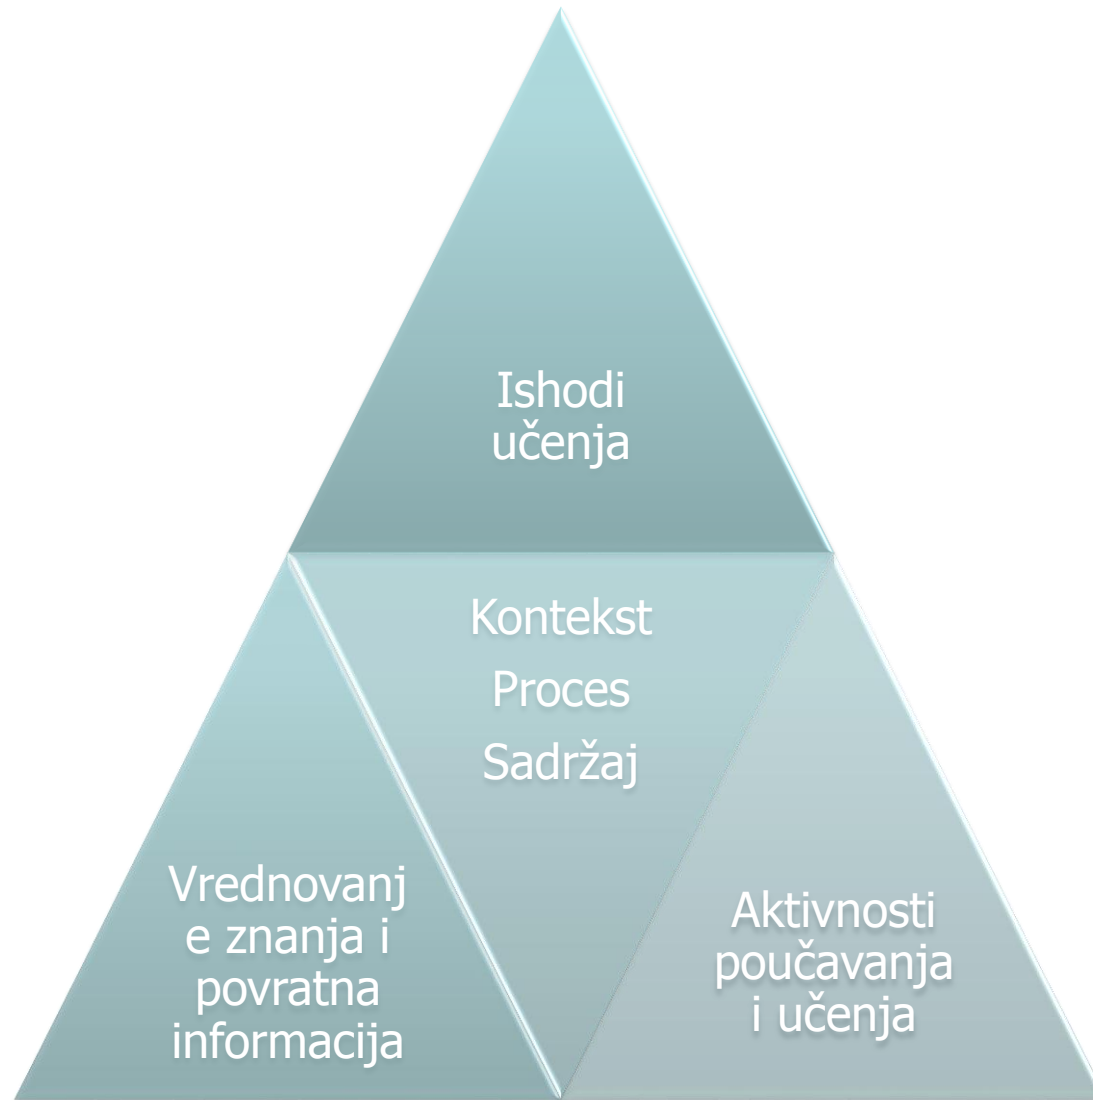 Ishodi
učenja
Kontekst
Proces
Sadržaj
Vrednovanj
e znanja i
povratna
informacija
Aktivnosti
poučavanja
i učenja